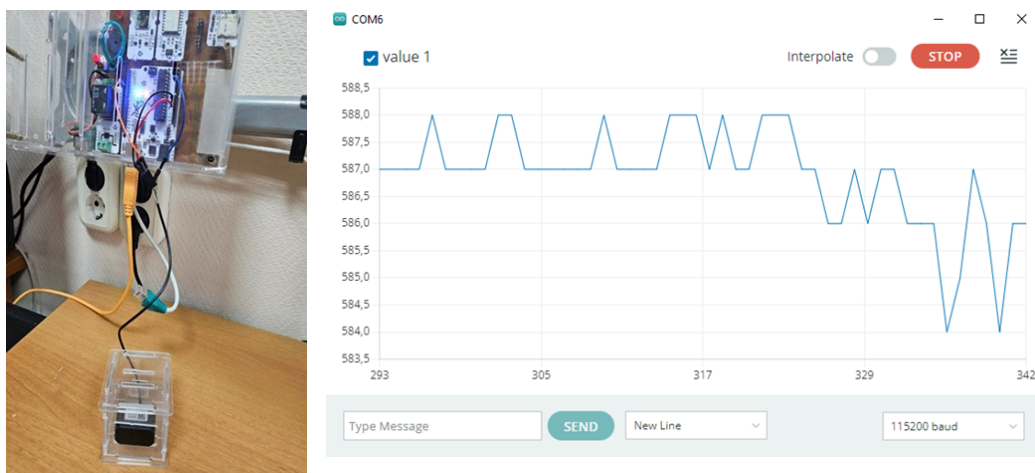 COM6
value 1
Interpolate
STOP
588,5
588,0
587,5
587,0
586,5
586,0
585,5
585,0
584,5
584,0
583,5
293 305 317 329 342
Type Message
SEND
New Line
115200 baud